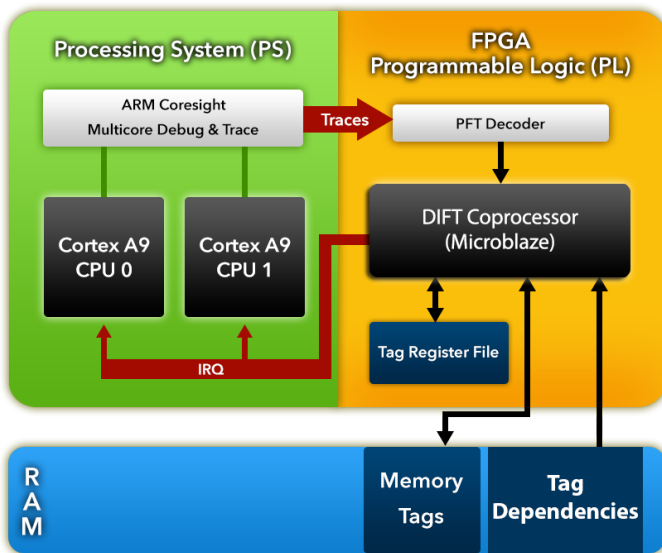 Processing System (PS)
FPGA
Programmable Logic (PL)
ARM Coresight
Multicore Debug & Trace
Traces
PFT Decoder
Cortex A9
CPU 0
Cortex A9
CPU 1
DIFT Coprocessor
(Microblaze)
Tag Register File
IRQ
RAM
Memory
Tags
Tag
Dependencies